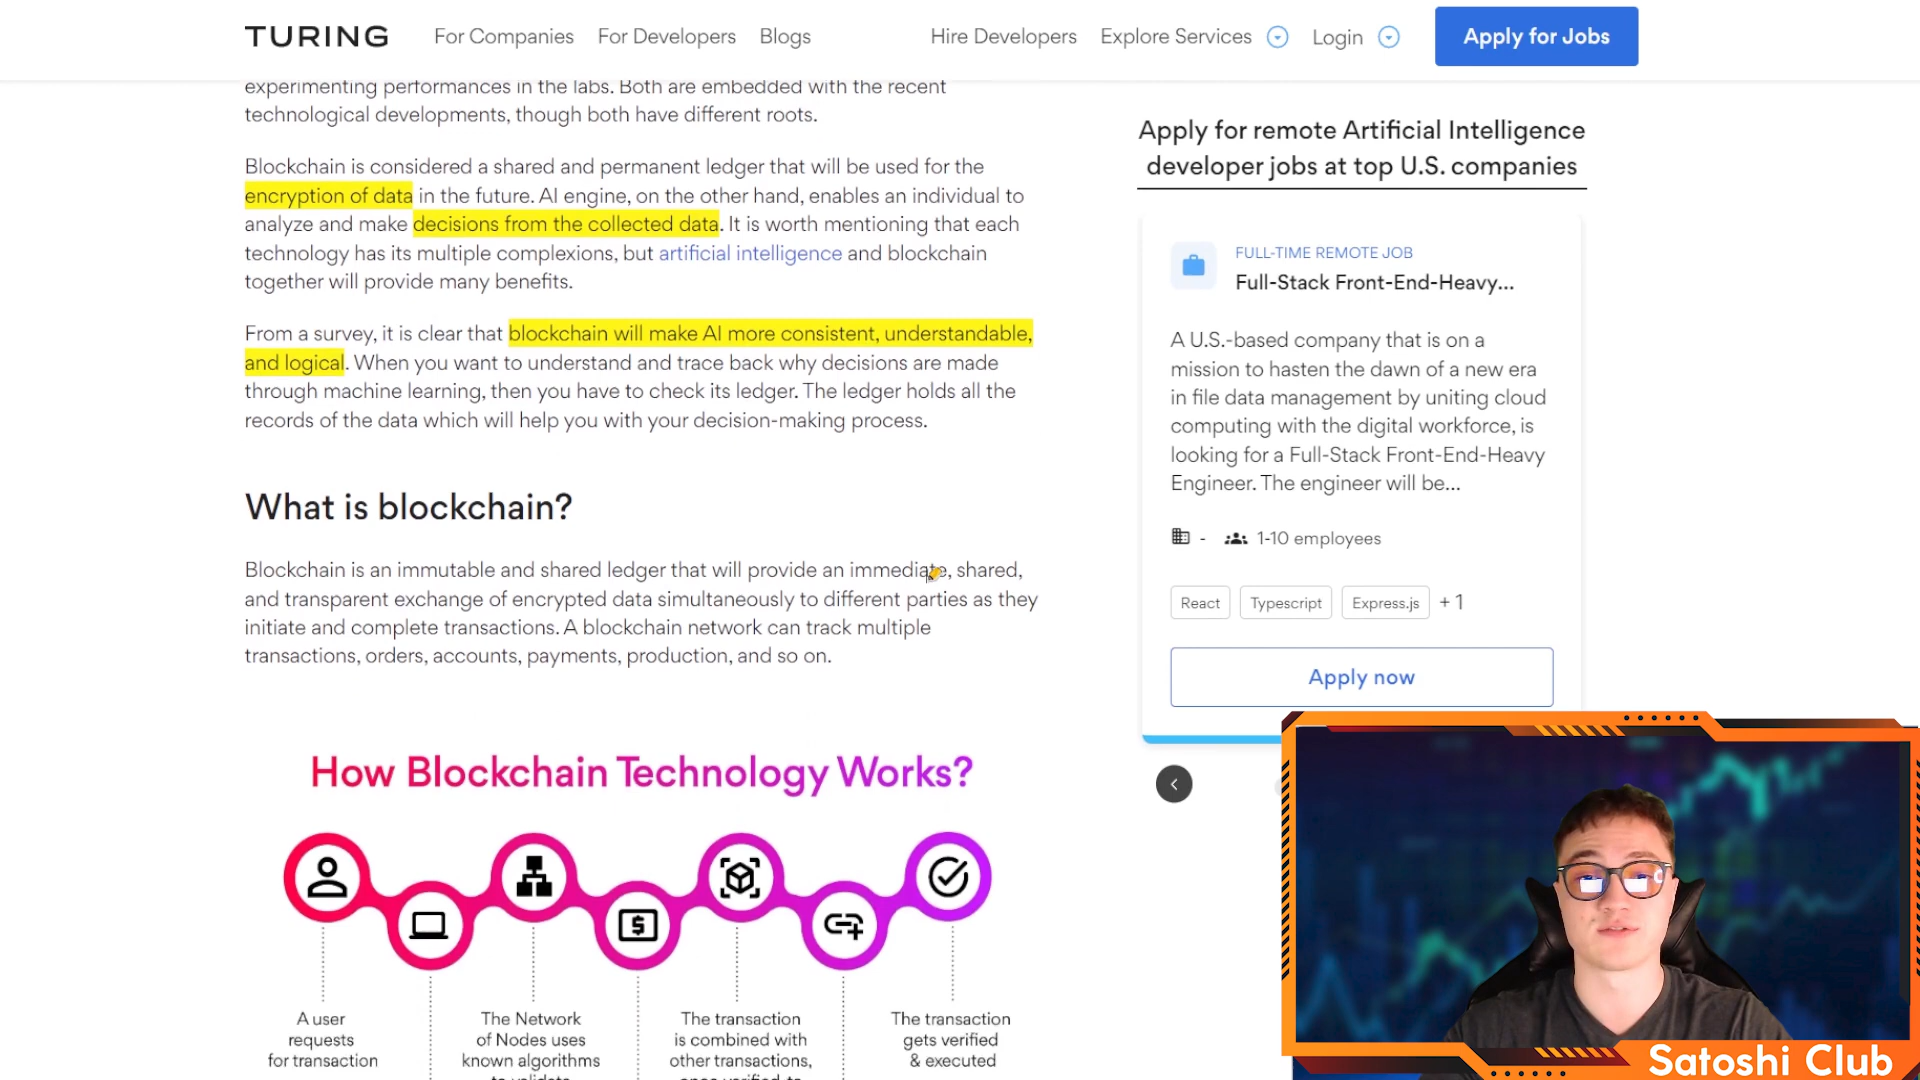 TURING
For Companies
For Developers
Blogs
Hire Developers
Explore Services
Login
Apply for Jobs
experimenting performances in the labs. Both are embedded with the recent
technological developments, though both have different roots.
Blockchain is considered a shared and permanent ledger that will be used for the
encryption of data in the future. AI engine, on the other hand, enables an individual to
analyze and make decisions from the collected data. It is worth mentioning that each
technology has its multiple complexions, but artificial intelligence and blockchain
together will provide many benefits.
From a survey, it is clear that blockchain will make AI more consistent, understandable,
and logical. When you want to understand and trace back why decisions are made
through machine learning, then you have to check its ledger. The ledger holds all the
records of the data which will help you with your decision-making process.
What is blockchain?
Blockchain is an immutable and shared ledger that will provide an immediate, shared,
and transparent exchange of encrypted data simultaneously to different parties as they
initiate and complete transactions. A blockchain network can track multiple
transactions, orders, accounts, payments, production, and so on.
How Blockchain Technology Works?
A user
requests
for transaction
The Network
of Nodes uses
known algorithms
to validate
The transaction
is combined with
other transactions,
once verified to
The transaction
gets verified
& executed
Apply for remote Artificial Intelligence
developer jobs at top U.S. companies
FULL-TIME REMOTE JOB
Full-Stack Front-End-Heavy...
A U.S.-based company that is on a
mission to hasten the dawn of a new era
in file data management by uniting cloud
computing with the digital workforce, is
looking for a Full-Stack Front-End-Heavy
Engineer. The engineer will be...
-
1-10 employees
React
Typescript
Express.js
+ 1
Apply now
Satoshi Club